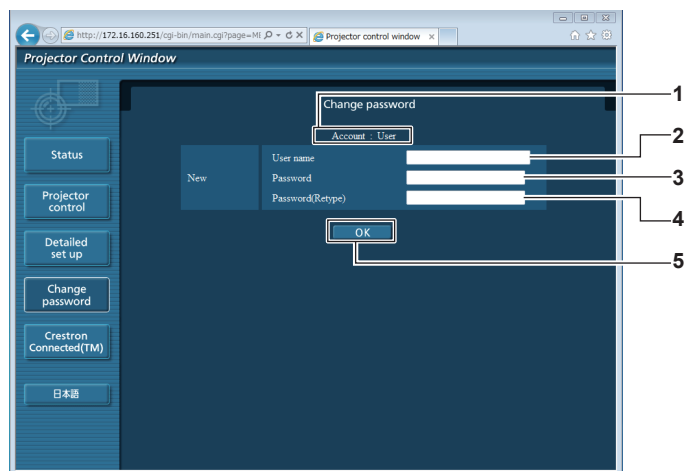 http://172.16.160.251/cgi-bin/main.cgi?page=ME
Projector control window
Projector Control Window
Change password
1
Account : User
2
Status
User name
New
Password
3
Projector
control
Password(Retype)
4
OK
Detailed
set up
5
Change
password
Crestron
Connected(TM)
日本語